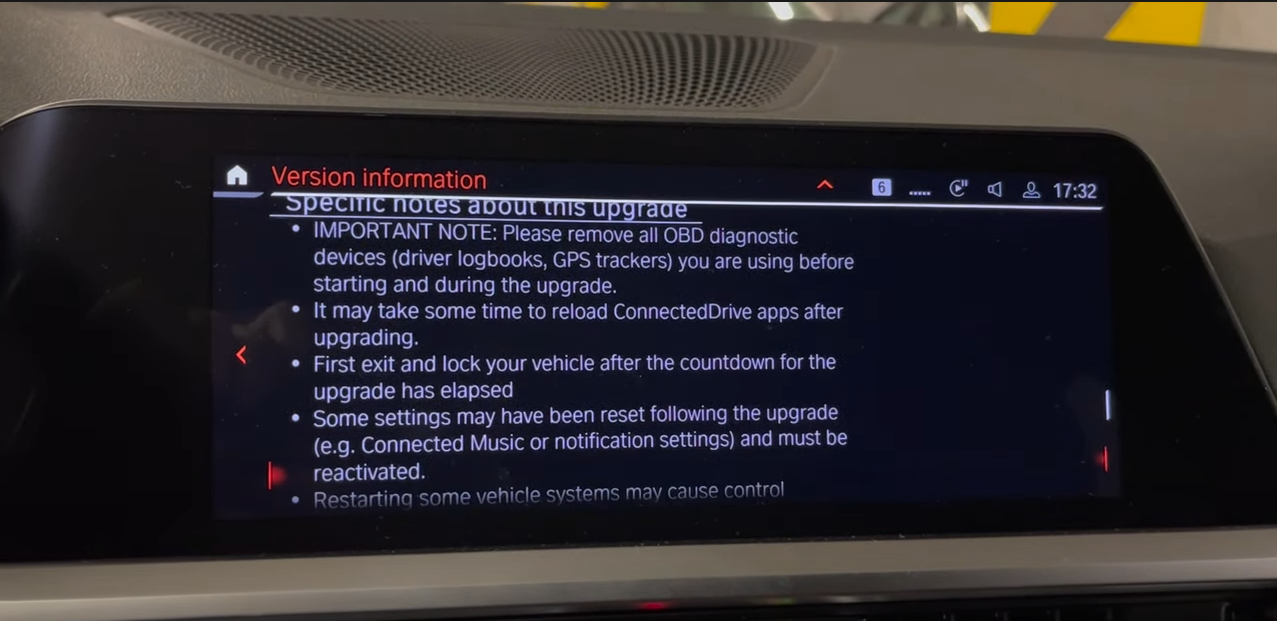 Version information
6
17:32
Specific notes about this upgrade
• IMPORTANT NOTE: Please remove all OBD diagnostic
devices (driver logbooks, GPS trackers) you are using before
starting and during the upgrade.
• It may take some time to reload ConnectedDrive apps after
upgrading.
• First exit and lock your vehicle after the countdown for the
upgrade has elapsed
• Some settings may have been reset following the upgrade
(e.g. Connected Music or notification settings) and must be
reactivated.
• Restarting some vehicle systems may cause control